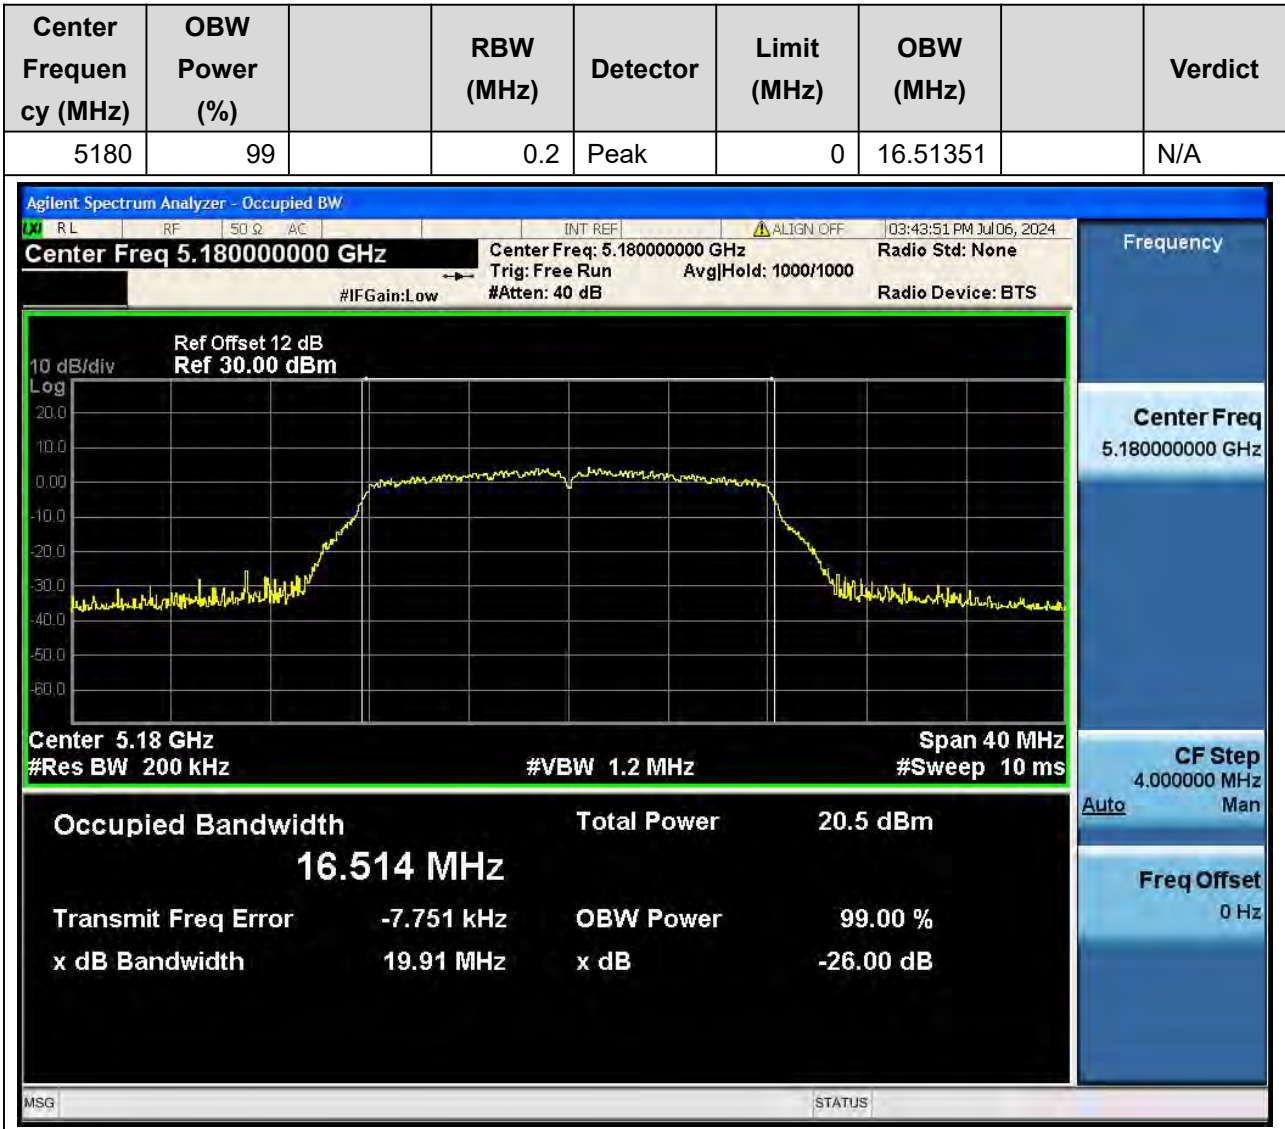 Center Frequen cy (MHz) OBW Power (%) RBW (MHz) Detector Limit (MHz) OBW (MHz) Verdict
5180 99 0.2 Peak 0 16.51351 N/A
Agilent Spectrum Analyzer - Occupied BW
LXI RL RF 50 Ω AC INT REF ALIGN OFF 03:43:51 PM Jul 06, 2024
Center Freq 5.180000000 GHz
Center Freq: 5.180000000 GHz Radio Std: None
Trig: Free Run Avg|Hold: 1000/1000
#IFGain:Low #Atten: 40 dB Radio Device: BTS
Frequency
Ref Offset 12 dB
10 dB/div Ref 30.00 dBm
Log
20.0
10.0
0.00
-10.0
-20.0
-30.0
-40.0
-50.0
-60.0
Center 5.18 GHz Span 40 MHz
#Res BW 200 kHz #VBW 1.2 MHz #Sweep 10 ms
Occupied Bandwidth Total Power 20.5 dBm
16.514 MHz
Transmit Freq Error -7.751 kHz OBW Power 99.00 %
x dB Bandwidth 19.91 MHz x dB -26.00 dB
Center Freq
5.180000000 GHz
CF Step
4.000000 MHz
Auto Man
Freq Offset
0 Hz
MSG STATUS